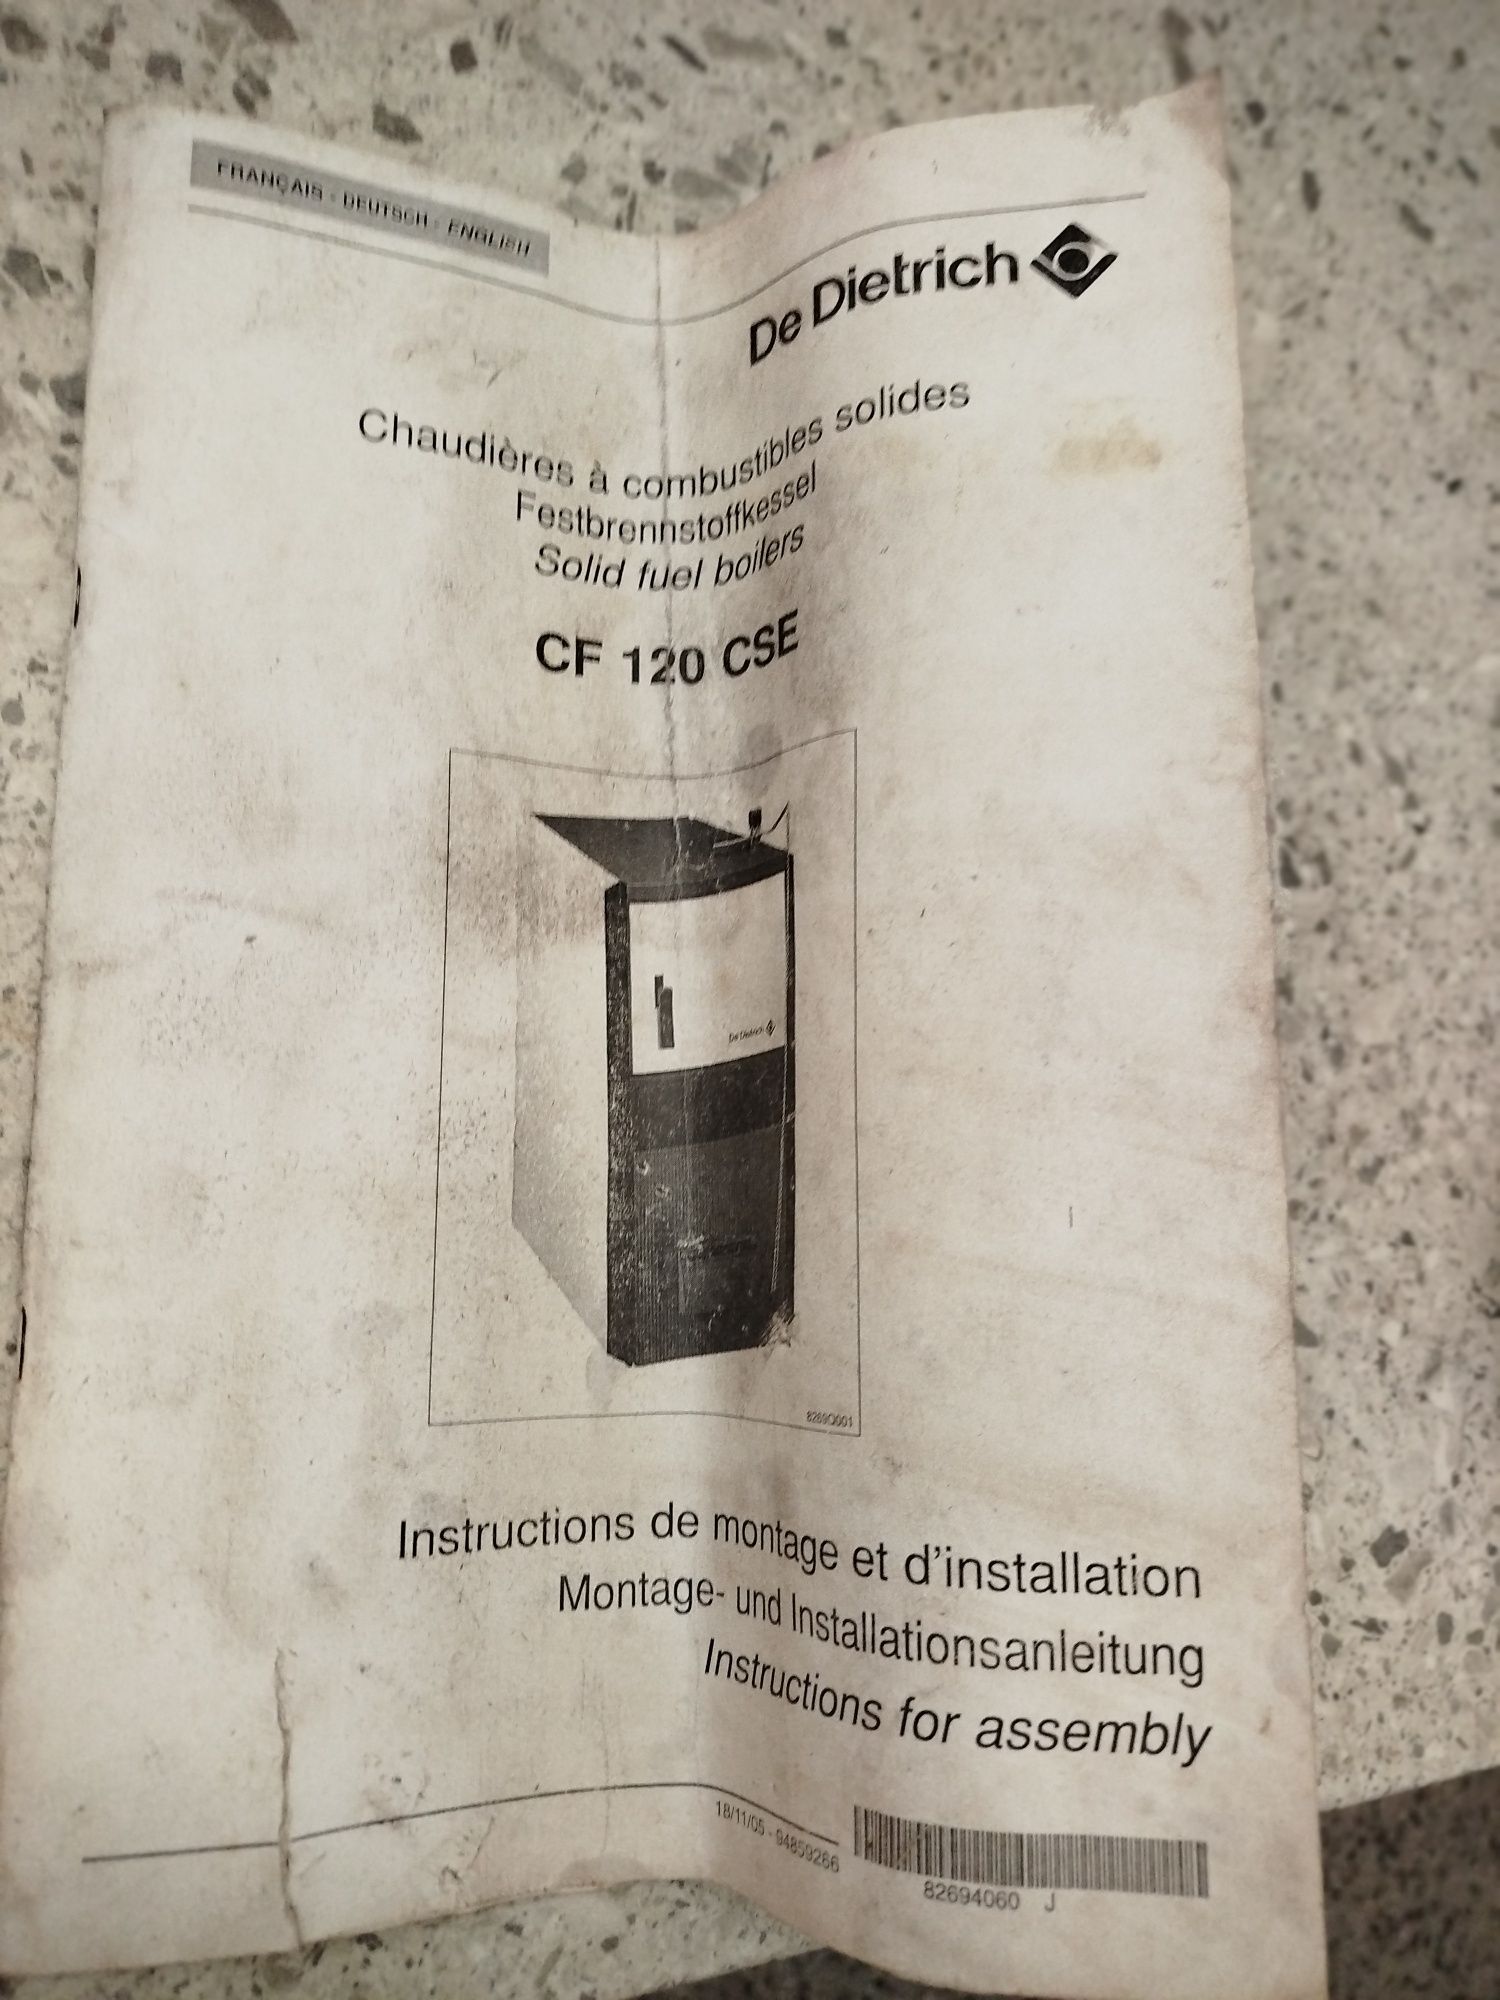 FRANÇAIS - DEUTSCH - ENGLISH
De Dietrich
Chaudières à combustibles solides
Festbrennstoffkessel
Solid fuel boilers
CF 120 CSE
De Dietrich
8269Q001
Instructions de montage et d'installation
Montage- und Installationsanleitung
Instructions for assembly
18/11/05 - 94859266
82694060 J